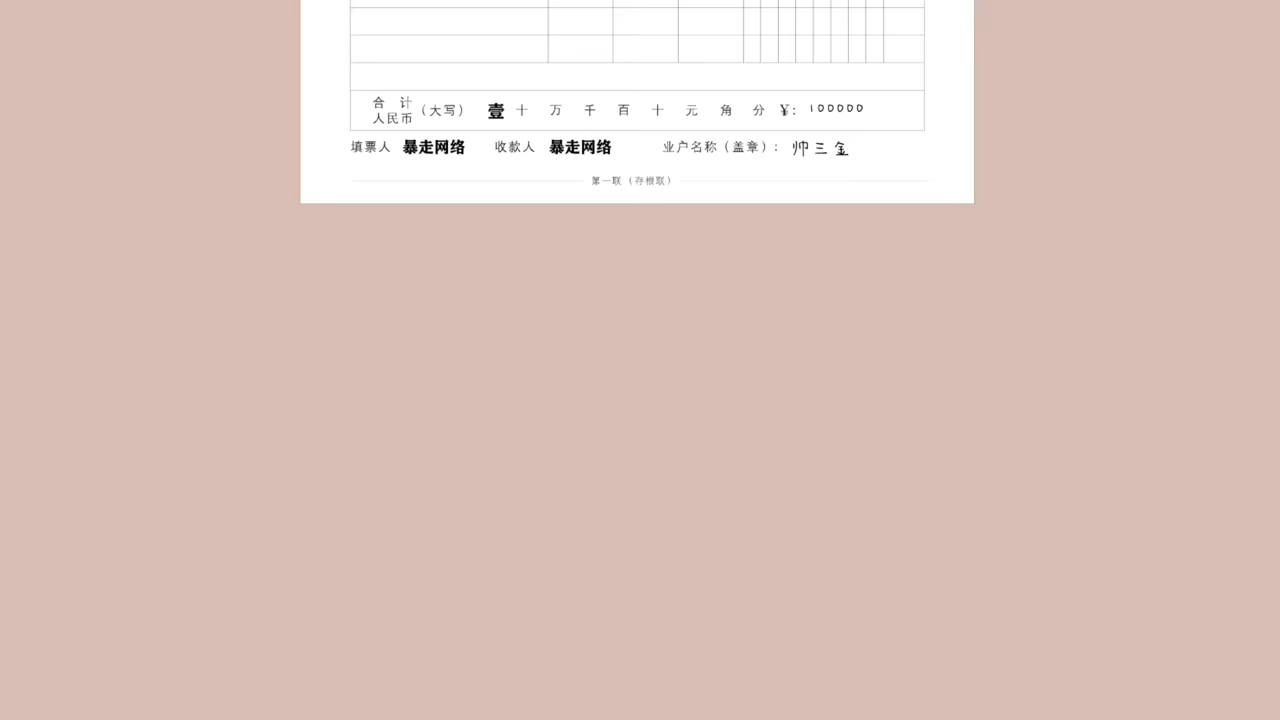 合 计
人民币
（大写） 壹 十 万 千 百 十 元 角 分 ¥: 100000
填票人 暴走网络 收款人 暴走网络 业户名称（盖章）: 帅三金
第一联（存根联）